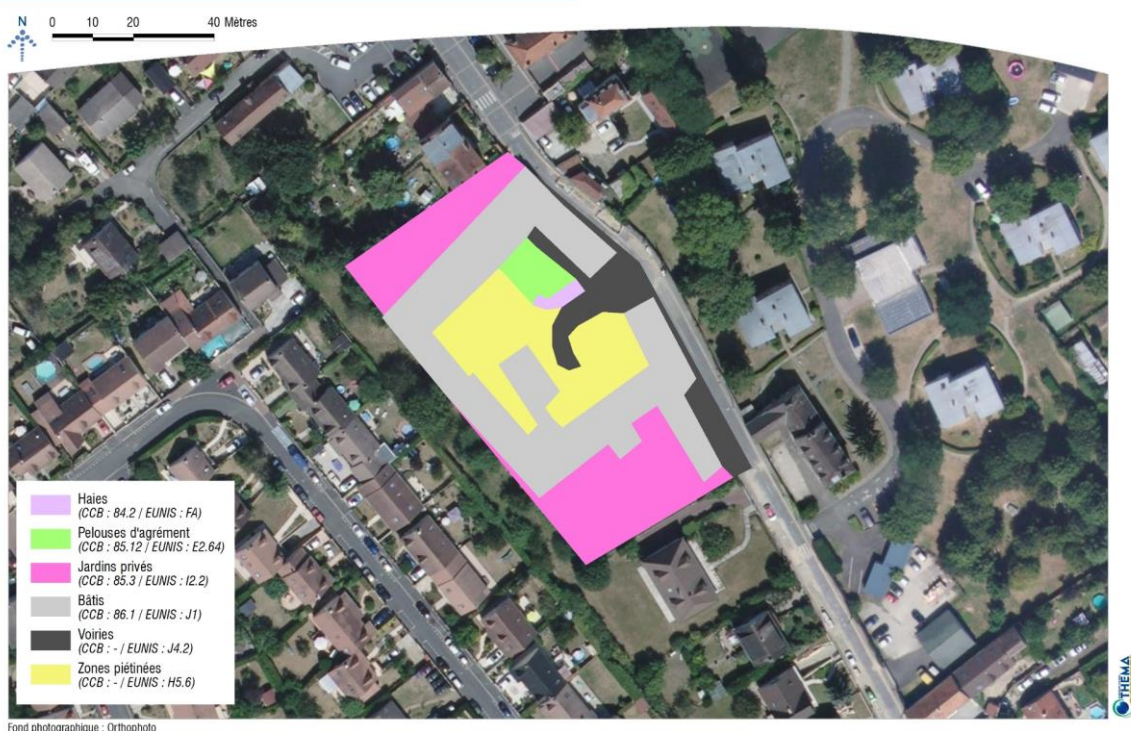 N
0 10 20 40 Mètres
Haies
(CCB : 84.2 / EUNIS : FA)
Pelouses d'agrément
(CCB : 85.12 / EUNIS : E2.64)
Jardins privés
(CCB : 85.3 / EUNIS : I2.2)
Bâtis
(CCB : 86.1 / EUNIS : J1)
Voiries
(CCB : - / EUNIS : J4.2)
Zones piétinées
(CCB : - / EUNIS : H5.6)
THEMA
Fond photographique : Orthophoto